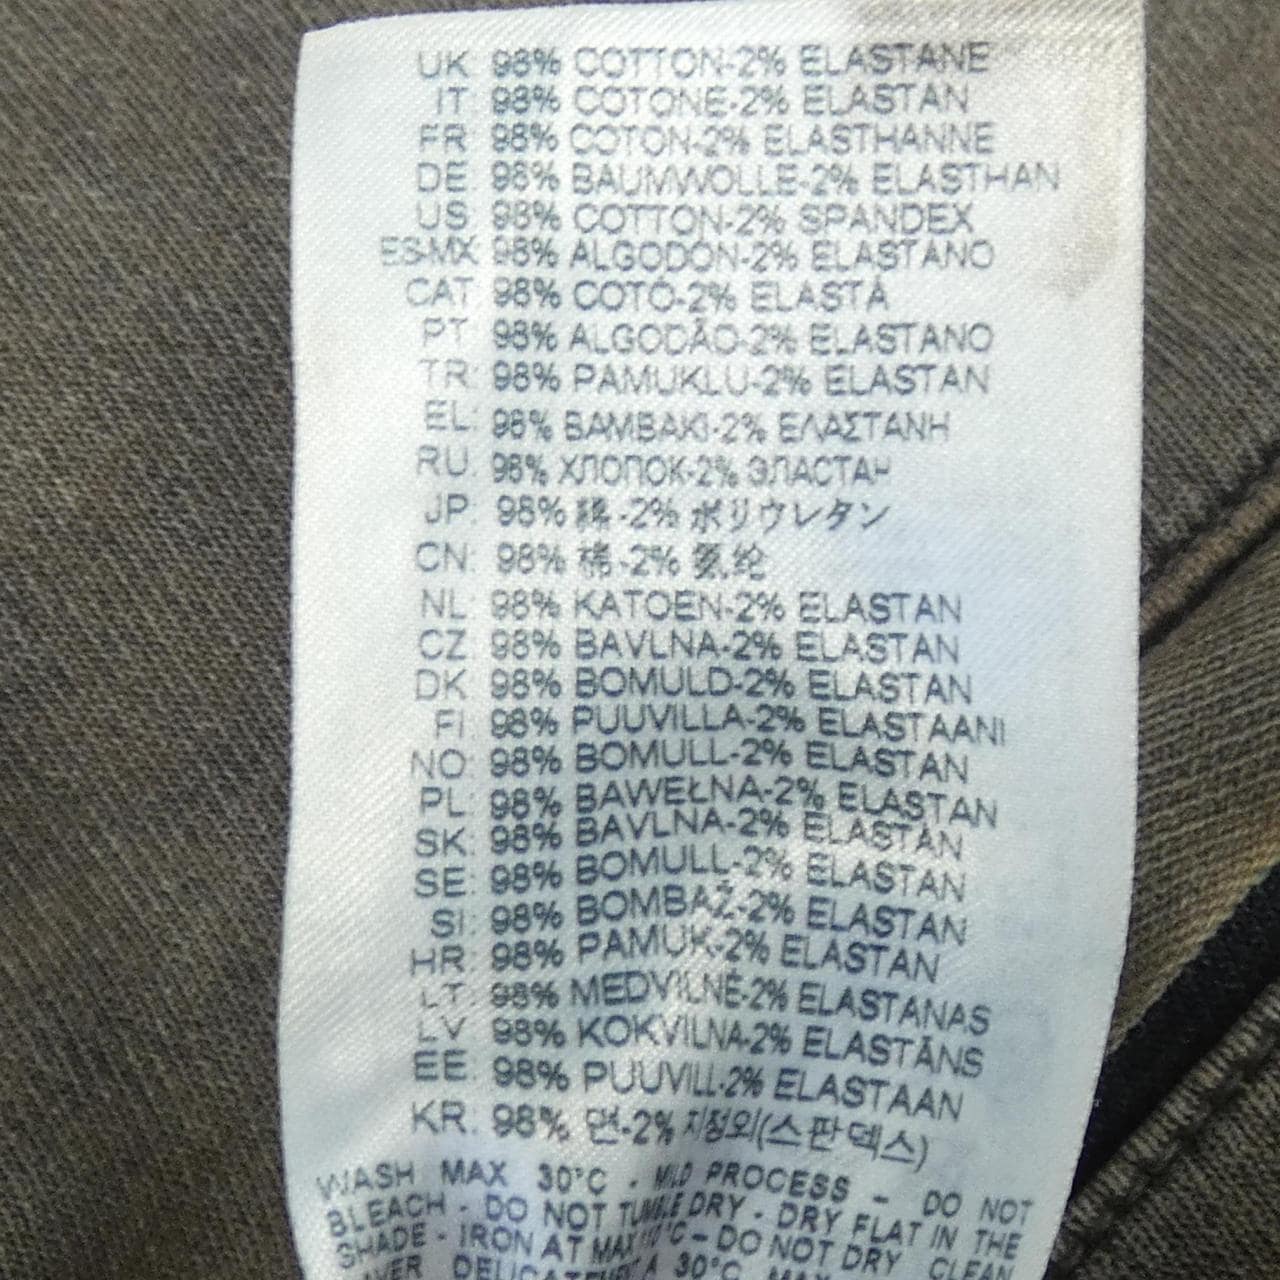 UK: 98% COTTON-2% ELASTANE
IT: 98% COTONE-2% ELASTAN
FR: 98% COTON-2% ELASTHANNE
DE: 98% BAUMWOLLE-2% ELASTHAN
US: 98% COTTON-2% SPANDEX
ES-MX: 98% ALGODÓN-2% ELASTANO
CAT: 98% COTÓ-2% ELASTÀ
PT: 98% ALGODÃO-2% ELASTANO
TR: 98% PAMUKLU-2% ELASTAN
EL: 98% ΒΑΜΒΑΚΙ-2% ΕΛΑΣΤΑΝΗ
RU: 98% ХЛОПОК-2% ЭЛАСТАН
JP: 98% 綿-2% ポリウレタン
CN: 98% 棉-2% 氨纶
NL: 98% KATOEN-2% ELASTAN
CZ: 98% BAVLNA-2% ELASTAN
DK: 98% BOMULD-2% ELASTAN
FI: 98% PUUVILLA-2% ELASTAANI
NO: 98% BOMULL-2% ELASTAN
PL: 98% BAWEŁNA-2% ELASTAN
SK: 98% BAVLNA-2% ELASTAN
SE: 98% BOMULL-2% ELASTAN
SI: 98% BOMBAŽ-2% ELASTAN
HR: 98% PAMUK-2% ELASTAN
LT: 98% MEDVILNĖ-2% ELASTANAS
LV: 98% KOKVILNA-2% ELASTĀNS
EE: 98% PUUVILL-2% ELASTAAN
KR: 98% 면-2% 지정외(스판덱스)
WASH MAX 30°C - MILD PROCESS - DO NOT
BLEACH - DO NOT TUMBLE DRY - DRY FLAT IN THE
SHADE - IRON AT MAX 110°C - DO NOT DRY CLEAN
A 30°C MAX